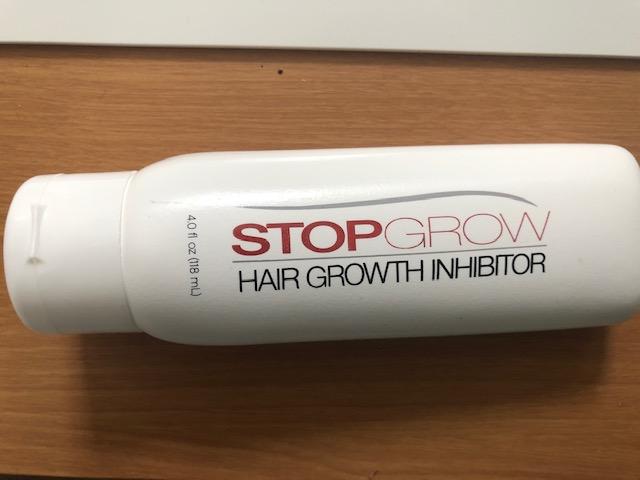 STOPGROW
HAIR GROWTH INHIBITOR
4.0 fl oz (118 mL)